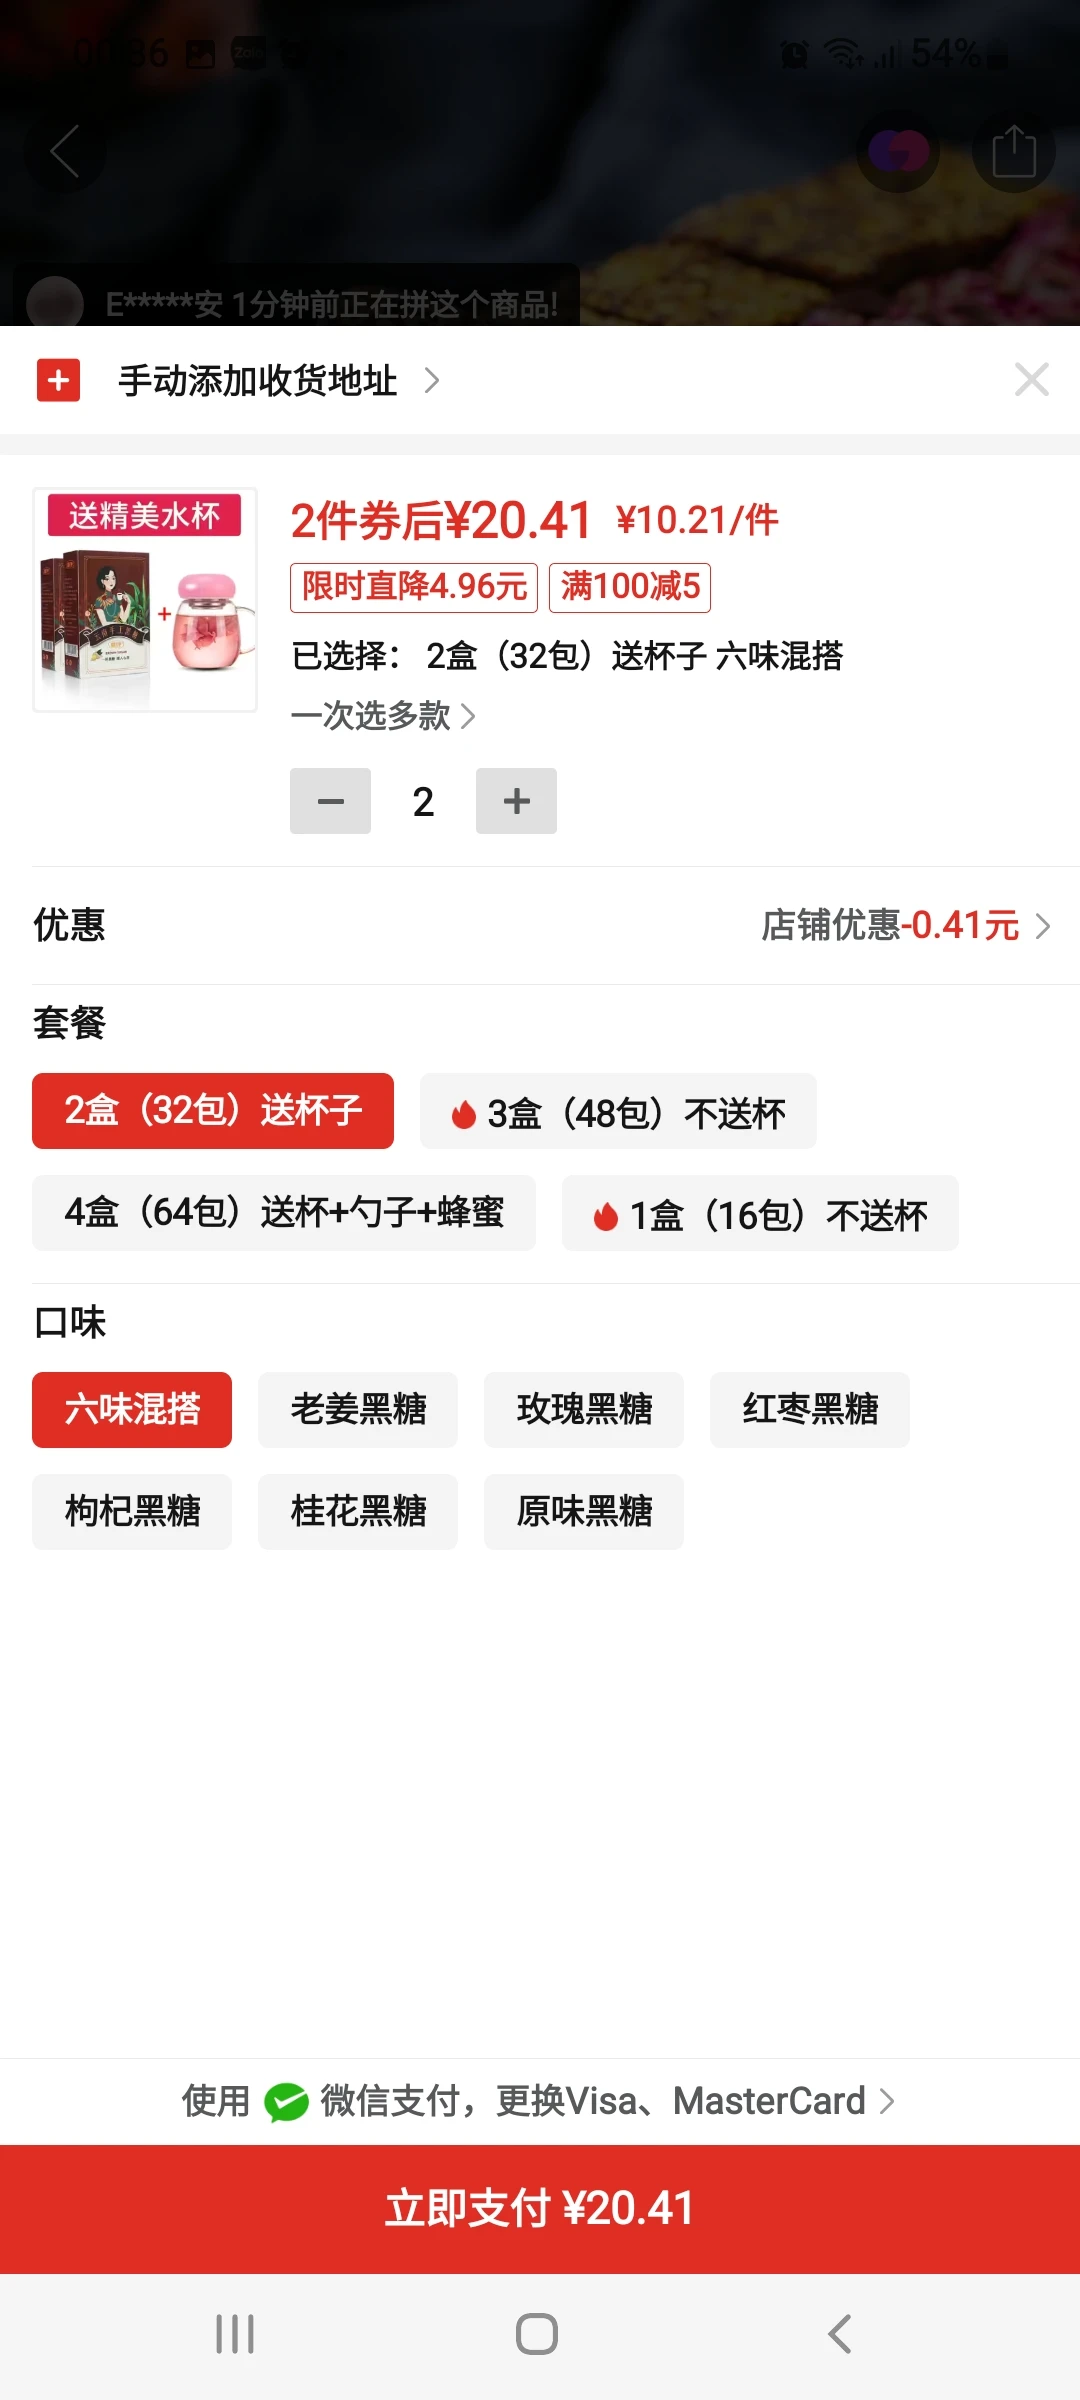 00:36
Zalo
54%
E*****安 1分钟前正在拼这个商品!
手动添加收货地址
送精美水杯
2件券后¥20.41 ¥10.21/件
限时直降4.96元 满100减5
已选择： 2盒（32包）送杯子 六味混搭
一次选多款
2
优惠
店铺优惠-0.41元
套餐
2盒（32包）送杯子
3盒（48包）不送杯
4盒（64包）送杯+勺子+蜂蜜
1盒（16包）不送杯
口味
六味混搭
老姜黑糖
玫瑰黑糖
红枣黑糖
枸杞黑糖
桂花黑糖
原味黑糖
使用 微信支付，更换Visa、MasterCard
立即支付 ¥20.41